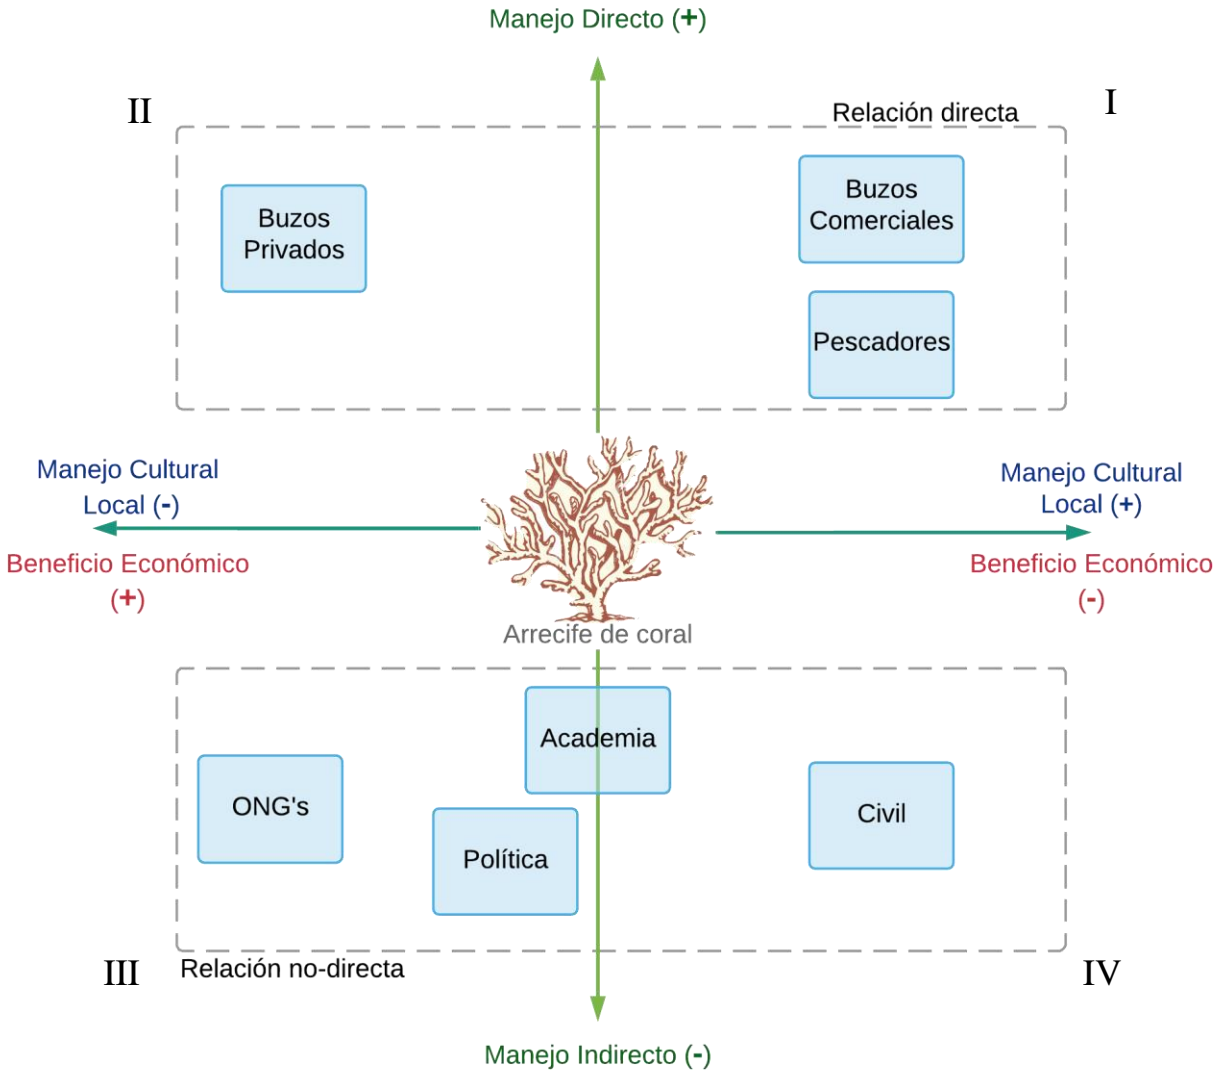 Manejo Directo (+)
II
I
Relación directa
Buzos
Privados
Buzos
Comerciales
Pescadores
Manejo Cultural
Local (-)
Beneficio Económico
(+)
Manejo Cultural
Local (+)
Beneficio Económico
(-)
Arrecife de coral
Academia
ONG's
Política
Civil
III
Relación no-directa
IV
Manejo Indirecto (-)